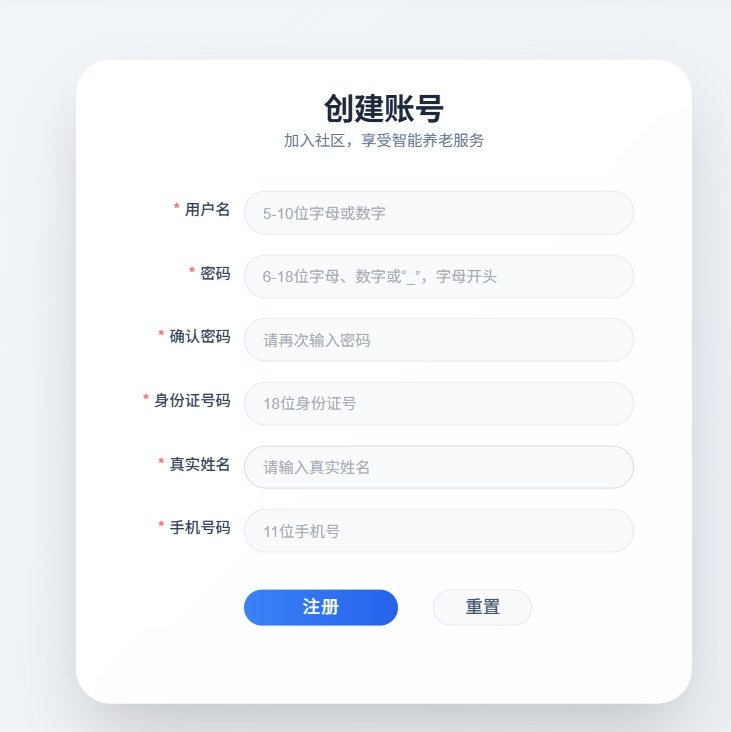 创建账号
加入社区，享受智能养老服务
* 用户名
5-10位字母或数字
* 密码
6-18位字母、数字或“_”，字母开头
* 确认密码
请再次输入密码
* 身份证号码
18位身份证号
* 真实姓名
请输入真实姓名
* 手机号码
11位手机号
注册 重置